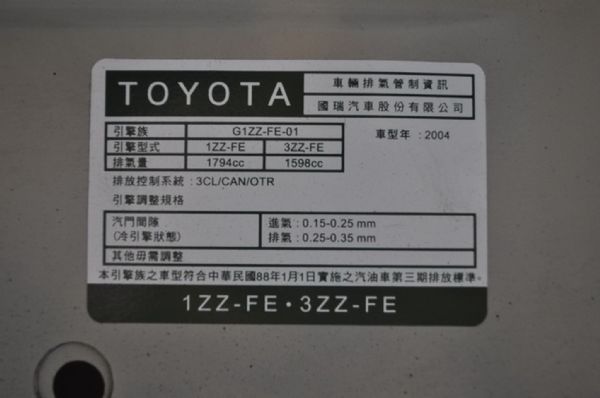 TOYOTA
車輛排氣管制資訊
國瑞汽車股份有限公司
引擎族 G1ZZ-FE-01
車型年：2004
引擎型式 1ZZ-FE 3ZZ-FE
排氣量 1794cc 1598cc
排放控制系統：3CL/CAN/OTR
引擎調整規格
汽門間隙 進氣：0.15-0.25 mm
(冷引擎狀態) 排氣：0.25-0.35 mm
其他毋需調整
本引擎族之車型符合中華民國88年1月1日實施之汽油車第三期排放標準。
1ZZ-FE・3ZZ-FE